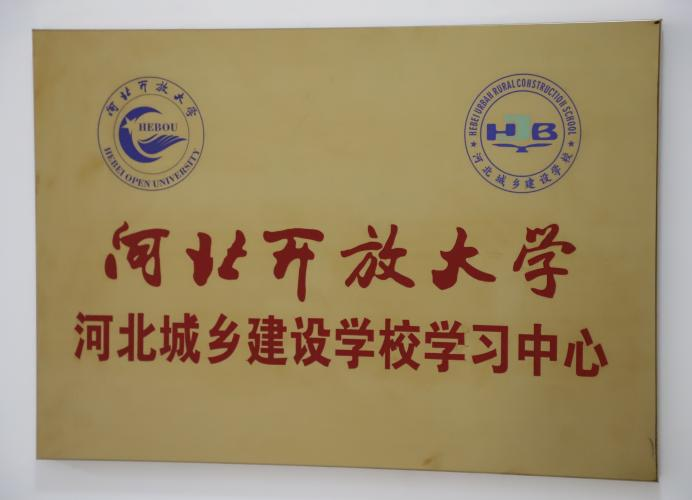 河北开放大学
HEBOU
HEBEI OPEN UNIVERSITY
HEBEI URBAN RURAL CONSTRUCTION SCHOOL
HJB
河北城乡建设学校
河北开放大学
河北城乡建设学校学习中心